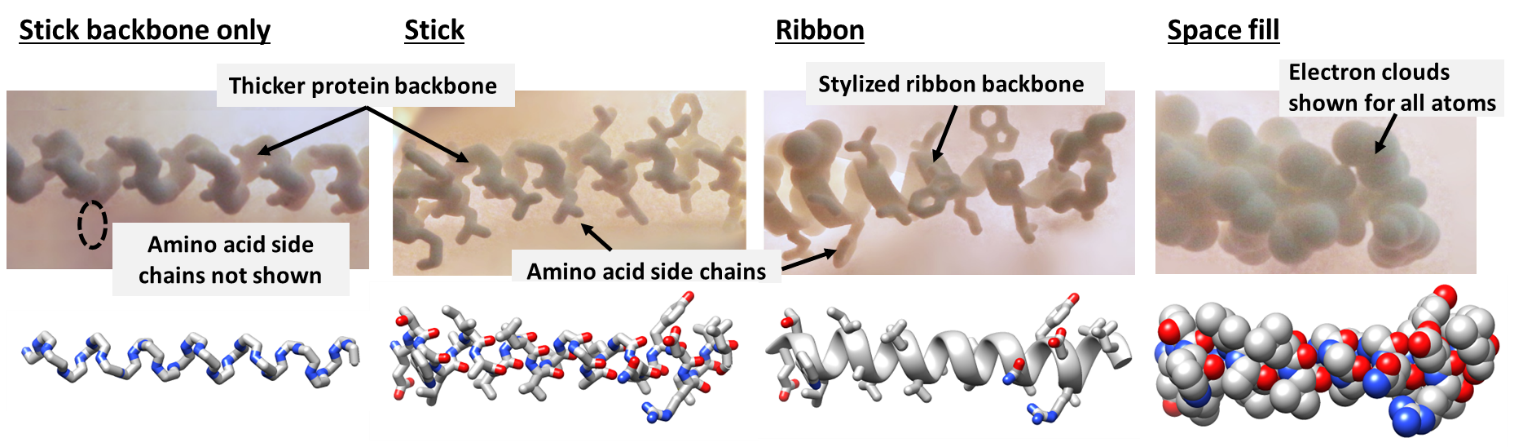 Stick backbone only
Stick
Ribbon
Space fill
Thicker protein backbone
Stylized ribbon backbone
Electron clouds
shown for all atoms
Amino acid side
chains not shown
Amino acid side chains